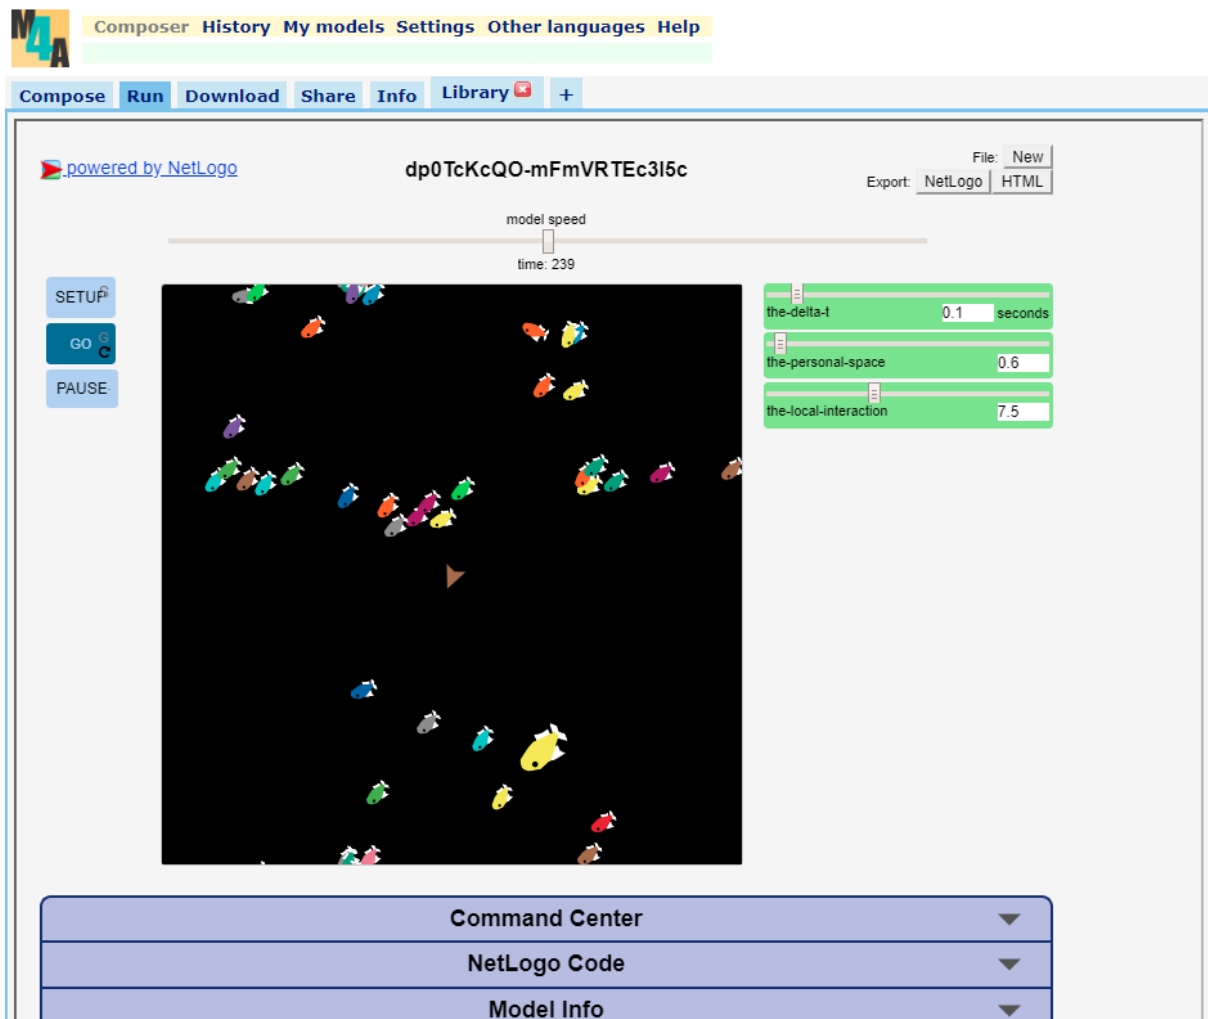 M4A
Composer History My models Settings Other languages Help
Compose Run Download Share Info Library +
powered by NetLogo
dp0TcKcQO-mFmVRTEc3l5c
File: New
Export: NetLogo HTML
model speed
time: 239
SETUP
the-delta-t 0.1 seconds
GO G
the-personal-space 0.6
PAUSE
the-local-interaction 7.5
Command Center
NetLogo Code
Model Info